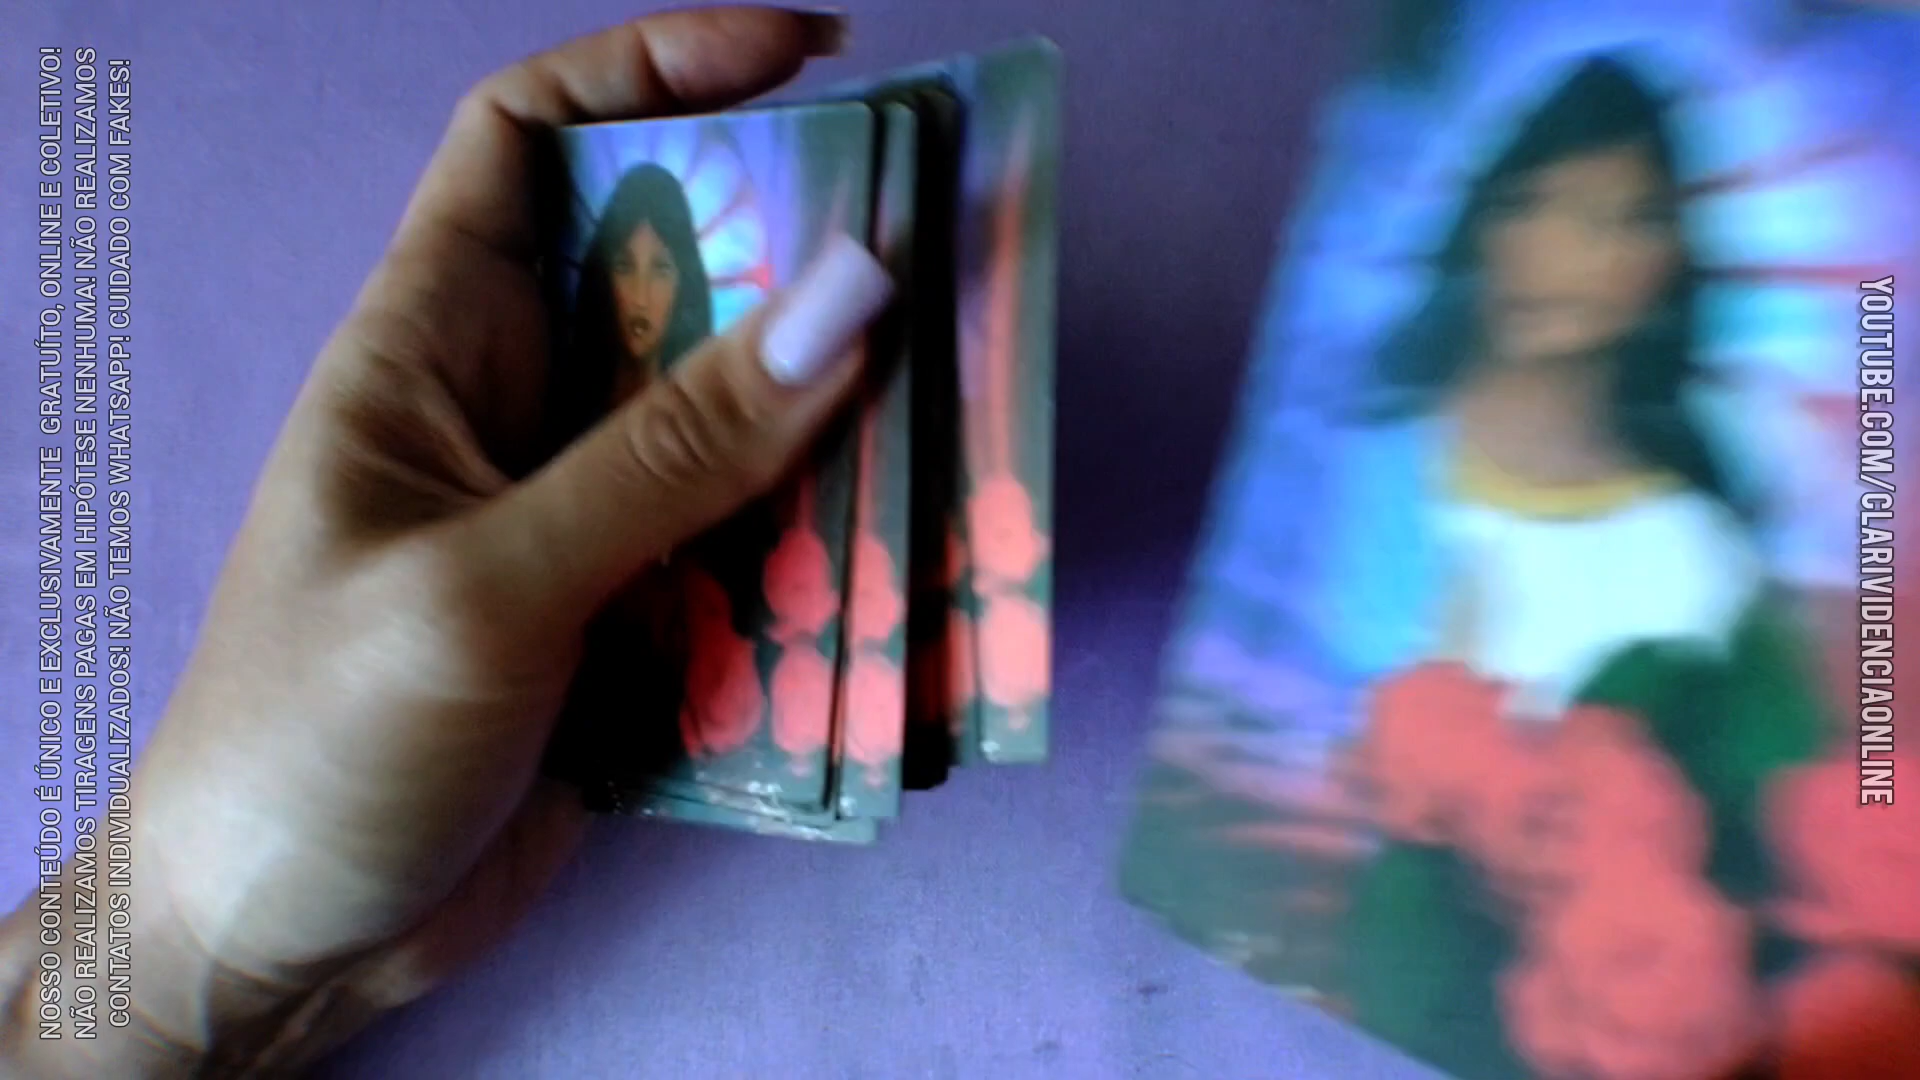 NOSSO CONTEÚDO É ÚNICO E EXCLUSIVAMENTE GRATUÍTO, ONLINE E COLETIVO!
NÃO REALIZAMOS TIRAGENS PAGAS EM HIPÓTESE NENHUMA! NÃO REALIZAMOS
CONTATOS INDIVIDUALIZADOS! NÃO TEMOS WHATSAPP! CUIDADO COM FAKES!
YOUTUBE.COM/CLARIVIDENCIAONLINE